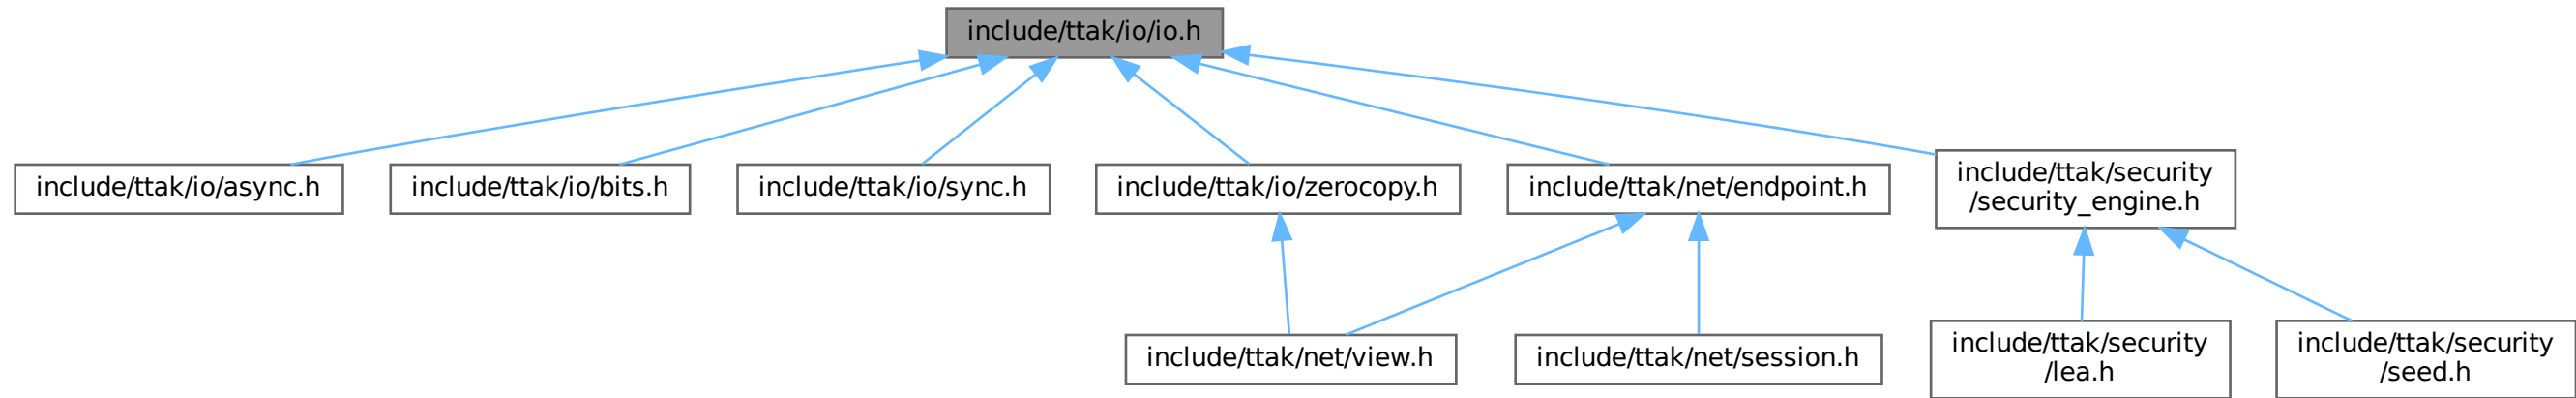 include/ttak/io/io.h
include/ttak/io/async.h
include/ttak/io/bits.h
include/ttak/io/sync.h
include/ttak/io/zerocopy.h
include/ttak/net/endpoint.h
include/ttak/security
/security_engine.h
include/ttak/net/view.h
include/ttak/net/session.h
include/ttak/security
/lea.h
include/ttak/security
/seed.h